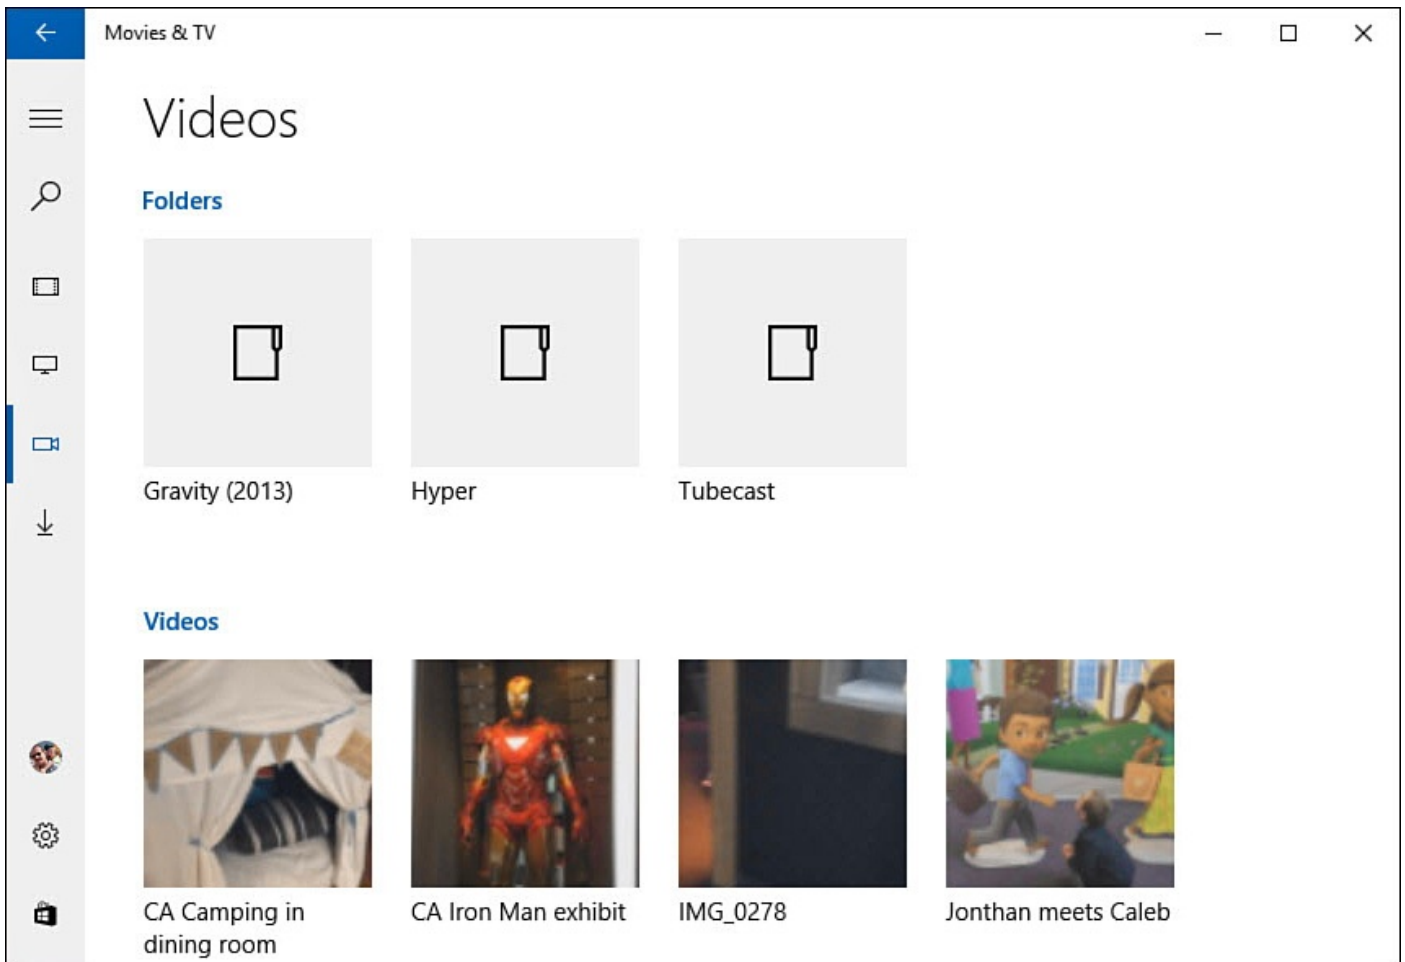 Movies & TV
Videos
Folders
Gravity (2013)
Hyper
Tubecast
Videos
CA Camping in
dining room
CA Iron Man exhibit
IMG_0278
Jonthan meets Caleb